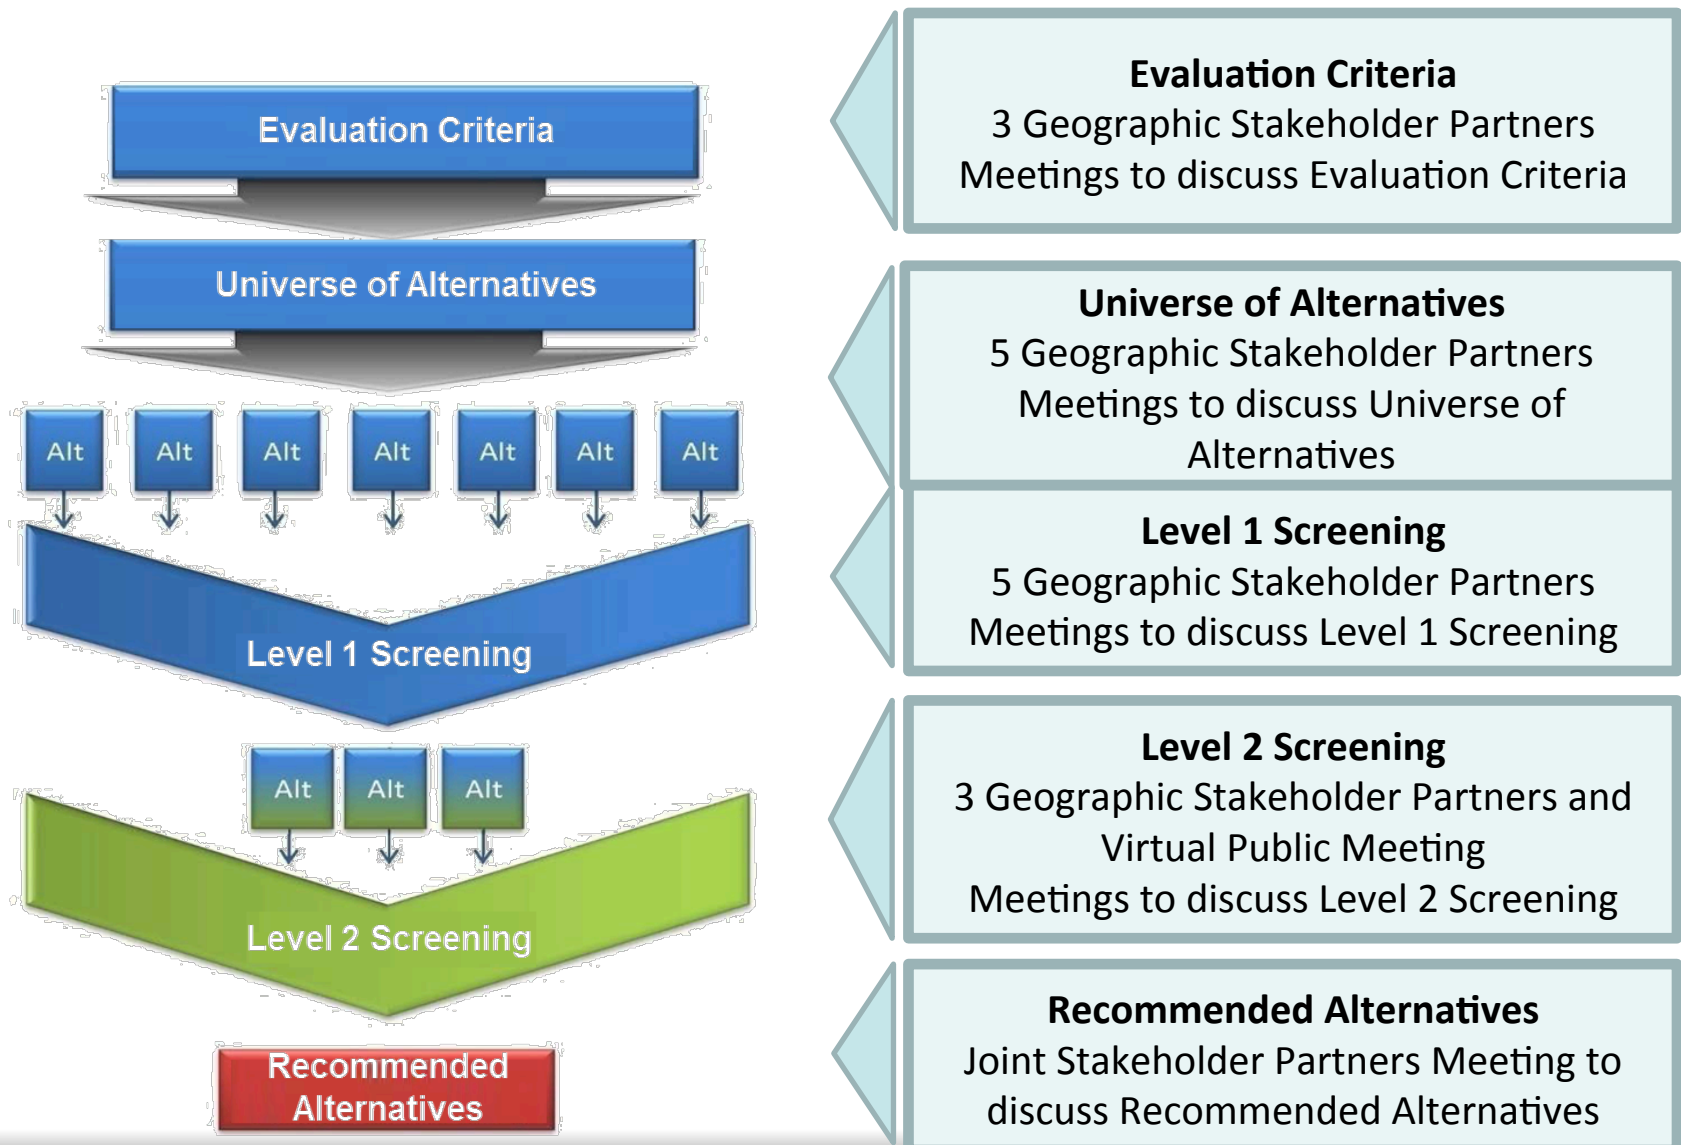 Evaluation Criteria
Universe of Alternatives
Alt Alt Alt Alt Alt Alt Alt
Level 1 Screening
Alt Alt Alt
Level 2 Screening
Recommended
Alternatives
Evaluation Criteria
3 Geographic Stakeholder Partners
Meetings to discuss Evaluation Criteria
Universe of Alternatives
5 Geographic Stakeholder Partners
Meetings to discuss Universe of
Alternatives
Level 1 Screening
5 Geographic Stakeholder Partners
Meetings to discuss Level 1 Screening
Level 2 Screening
3 Geographic Stakeholder Partners and
Virtual Public Meeting
Meetings to discuss Level 2 Screening
Recommended Alternatives
Joint Stakeholder Partners Meeting to
discuss Recommended Alternatives